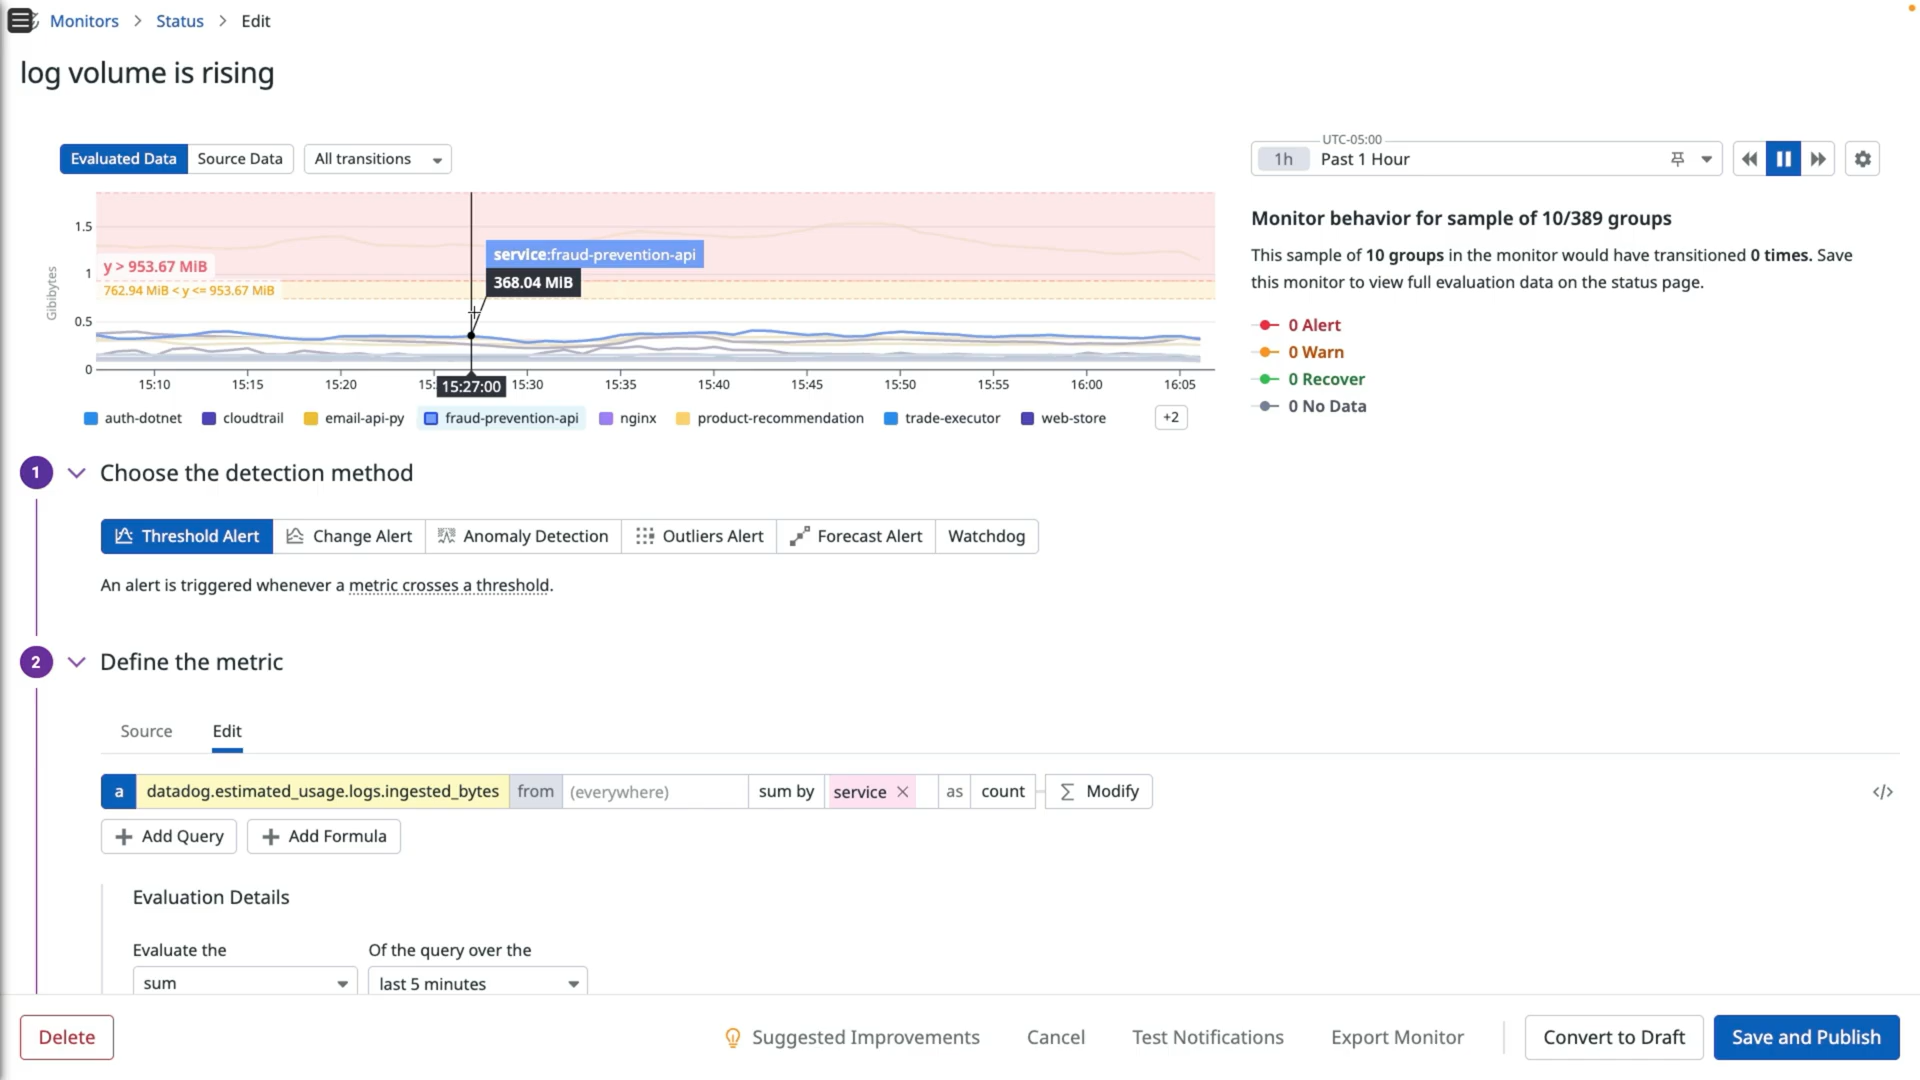 Monitors > Status > Edit
log volume is rising
Evaluated Data Source Data All transitions
UTC-05:00
1h Past 1 Hour
Gibibytes
1.5
1
0.5
0
y > 953.67 MiB
762.94 MiB < y <= 953.67 MiB
service:fraud-prevention-api
368.04 MiB
15:10 15:15 15:20 15: 15:27:00 15:30 15:35 15:40 15:45 15:50 15:55 16:00 16:05
auth-dotnet cloudtrail email-api-py fraud-prevention-api nginx product-recommendation trade-executor web-store +2
Monitor behavior for sample of 10/389 groups
This sample of 10 groups in the monitor would have transitioned 0 times. Save
this monitor to view full evaluation data on the status page.
0 Alert
0 Warn
0 Recover
0 No Data
1 Choose the detection method
Threshold Alert Change Alert Anomaly Detection Outliers Alert Forecast Alert Watchdog
An alert is triggered whenever a metric crosses a threshold.
2 Define the metric
Source Edit
a datadog.estimated_usage.logs.ingested_bytes from (everywhere) sum by service × as count Σ Modify </>
+ Add Query + Add Formula
Evaluation Details
Evaluate the Of the query over the
sum last 5 minutes
Delete Suggested Improvements Cancel Test Notifications Export Monitor Convert to Draft Save and Publish